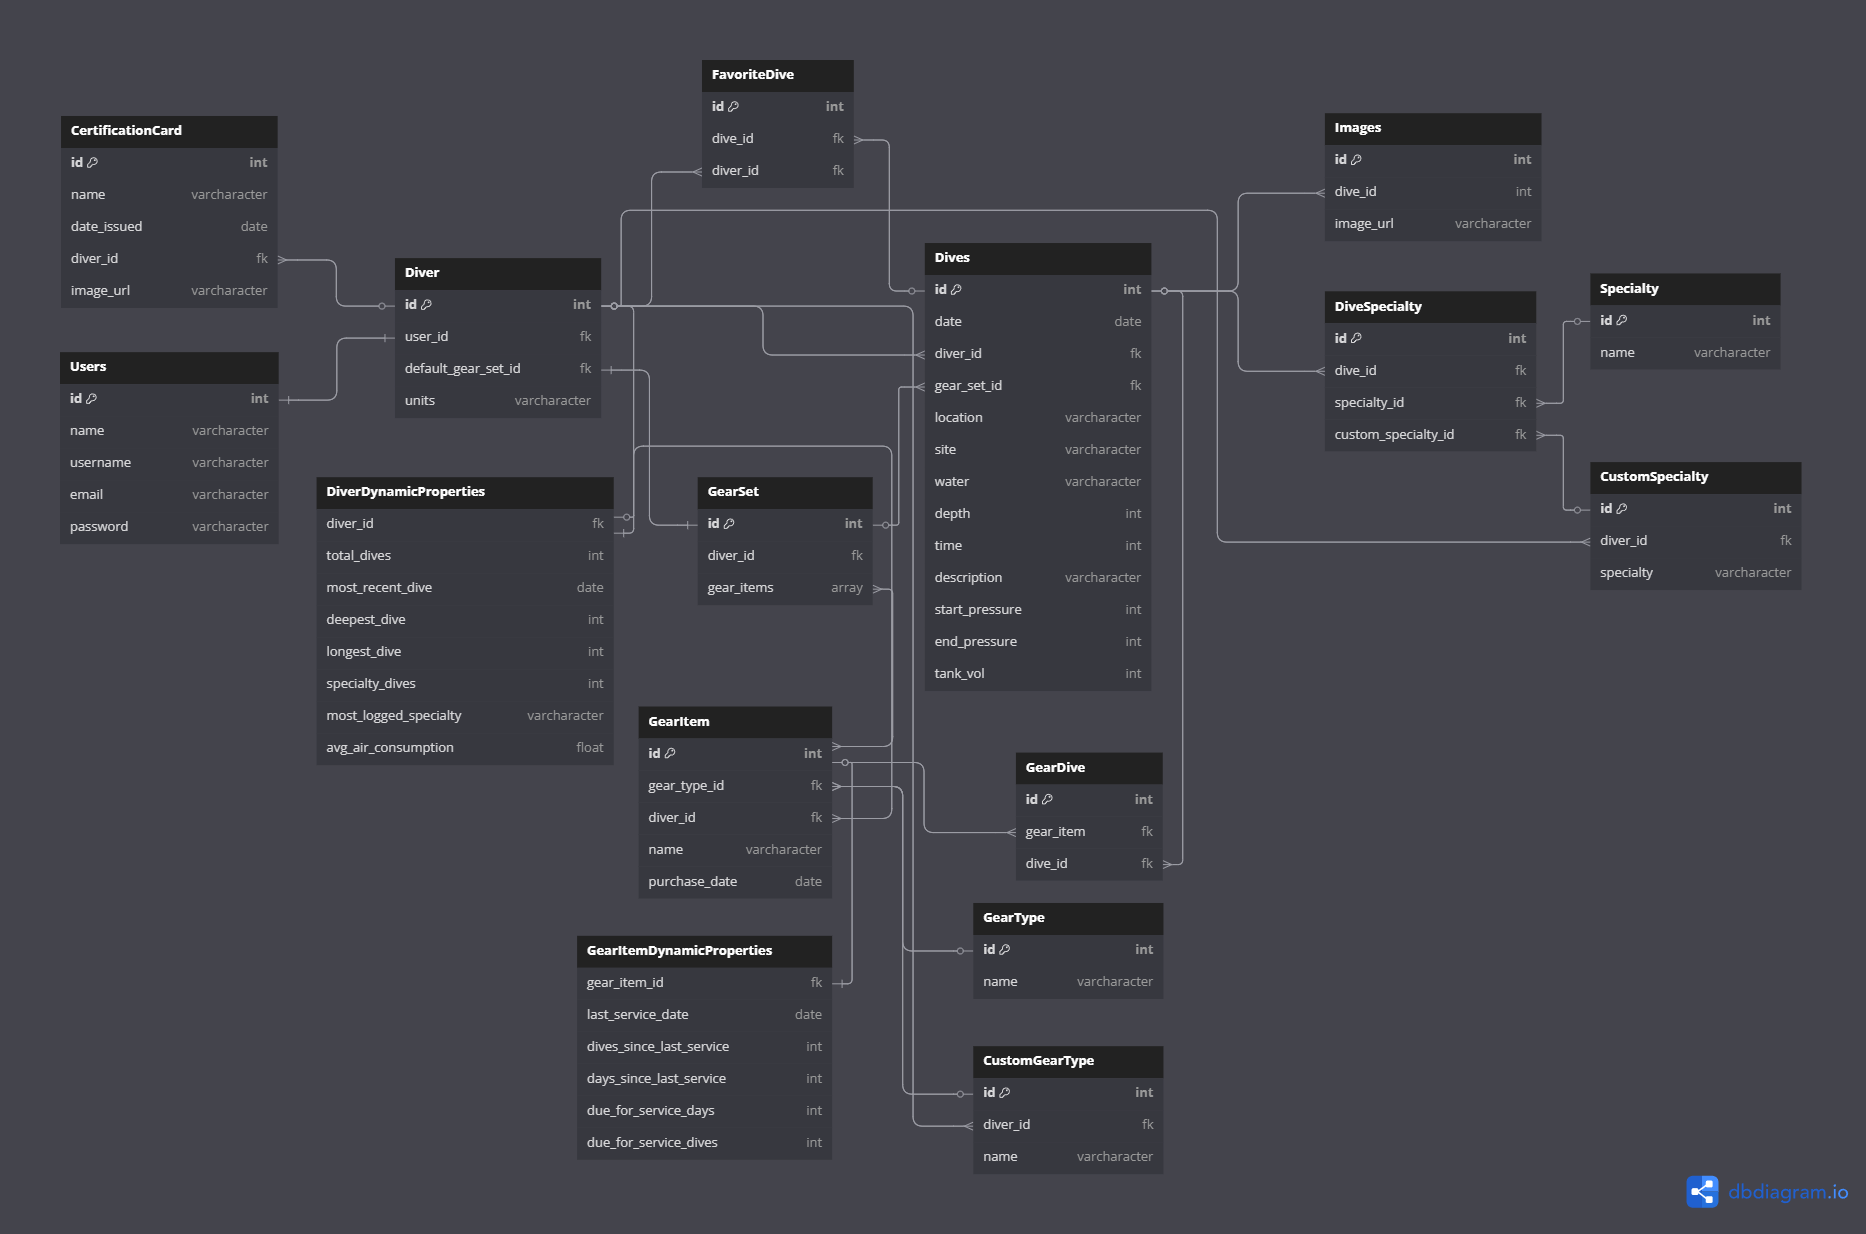 FavoriteDive
id int
dive_id fk
diver_id fk
CertificationCard
id int
name varcharacter
date_issued date
diver_id fk
image_url varcharacter
Images
id int
dive_id int
image_url varcharacter
Diver
id int
user_id fk
default_gear_set_id fk
units varcharacter
Dives
id int
date date
diver_id fk
gear_set_id fk
location varcharacter
site varcharacter
water varcharacter
depth int
time int
description varcharacter
start_pressure int
end_pressure int
tank_vol int
DiveSpecialty
id int
dive_id fk
specialty_id fk
custom_specialty_id fk
Specialty
id int
name varcharacter
Users
id int
name varcharacter
username varcharacter
email varcharacter
password varcharacter
DiverDynamicProperties
diver_id fk
total_dives int
most_recent_dive date
deepest_dive int
longest_dive int
specialty_dives int
most_logged_specialty varcharacter
avg_air_consumption float
GearSet
id int
diver_id fk
gear_items array
CustomSpecialty
id int
diver_id fk
specialty varcharacter
GearItem
id int
gear_type_id fk
diver_id fk
name varcharacter
purchase_date date
GearDive
id int
gear_item fk
dive_id fk
GearType
id int
name varcharacter
GearItemDynamicProperties
gear_item_id fk
last_service_date date
dives_since_last_service int
days_since_last_service int
due_for_service_days int
due_for_service_dives int
CustomGearType
id int
diver_id fk
name varcharacter
dbdiagram.io